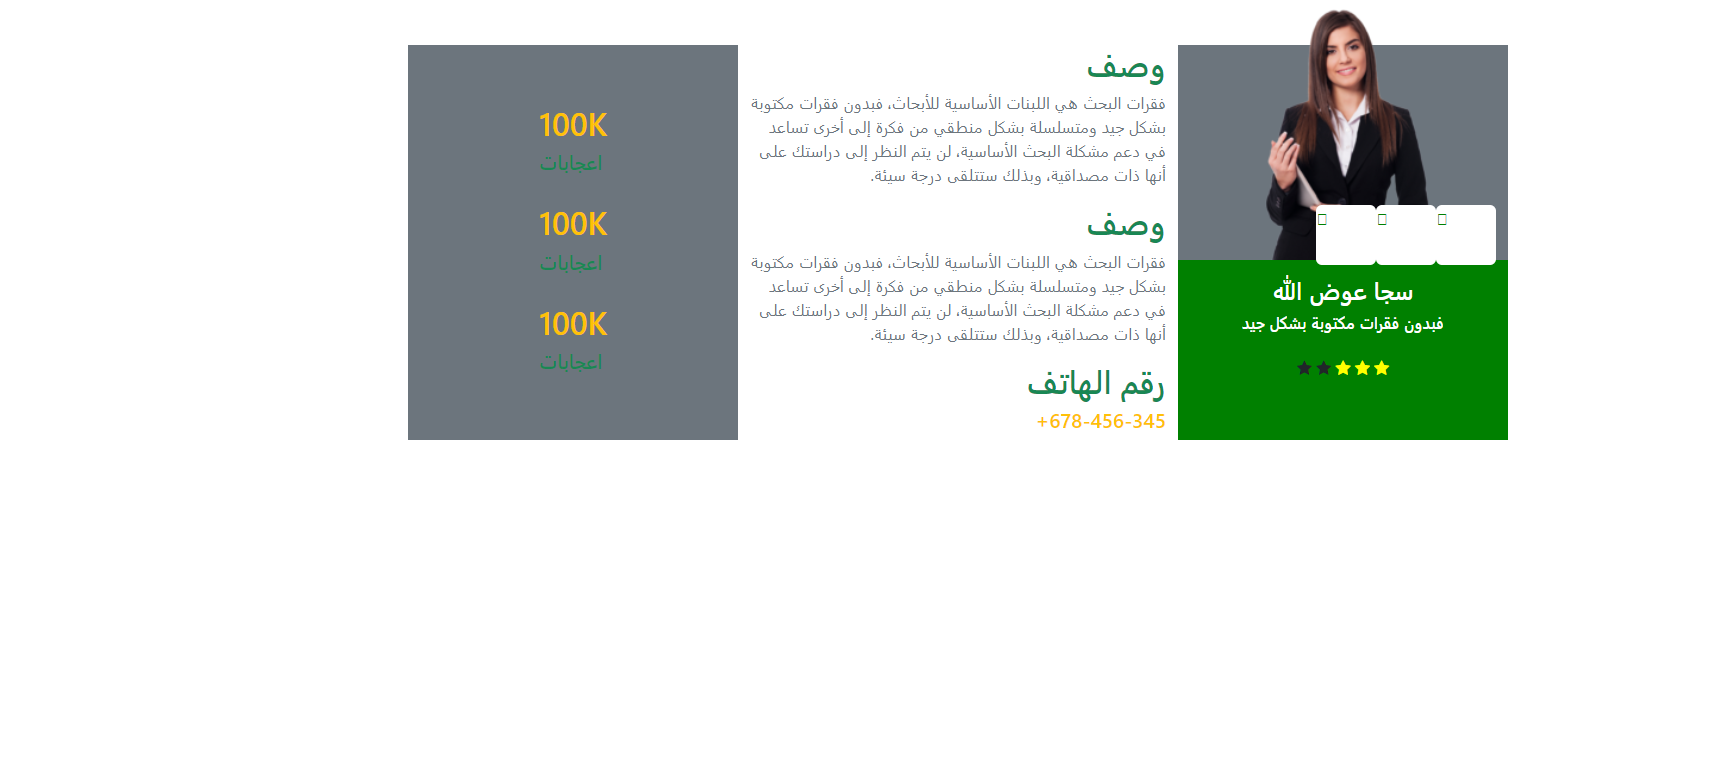 سجا عوض الله
فبدون فقرات مكتوبة بشكل جيد
وصف
فقرات البحث هي اللبنات الأساسية للأبحاث، فبدون فقرات مكتوبة
بشكل جيد ومتسلسلة بشكل منطقي من فكرة إلى أخرى تساعد
في دعم مشكلة البحث الأساسية، لن يتم النظر إلى دراستك على
أنها ذات مصداقية، وبذلك ستتلقى درجة سيئة.
وصف
فقرات البحث هي اللبنات الأساسية للأبحاث، فبدون فقرات مكتوبة
بشكل جيد ومتسلسلة بشكل منطقي من فكرة إلى أخرى تساعد
في دعم مشكلة البحث الأساسية، لن يتم النظر إلى دراستك على
أنها ذات مصداقية، وبذلك ستتلقى درجة سيئة.
رقم الهاتف
+678-456-345
100K
اعجابات
100K
اعجابات
100K
اعجابات